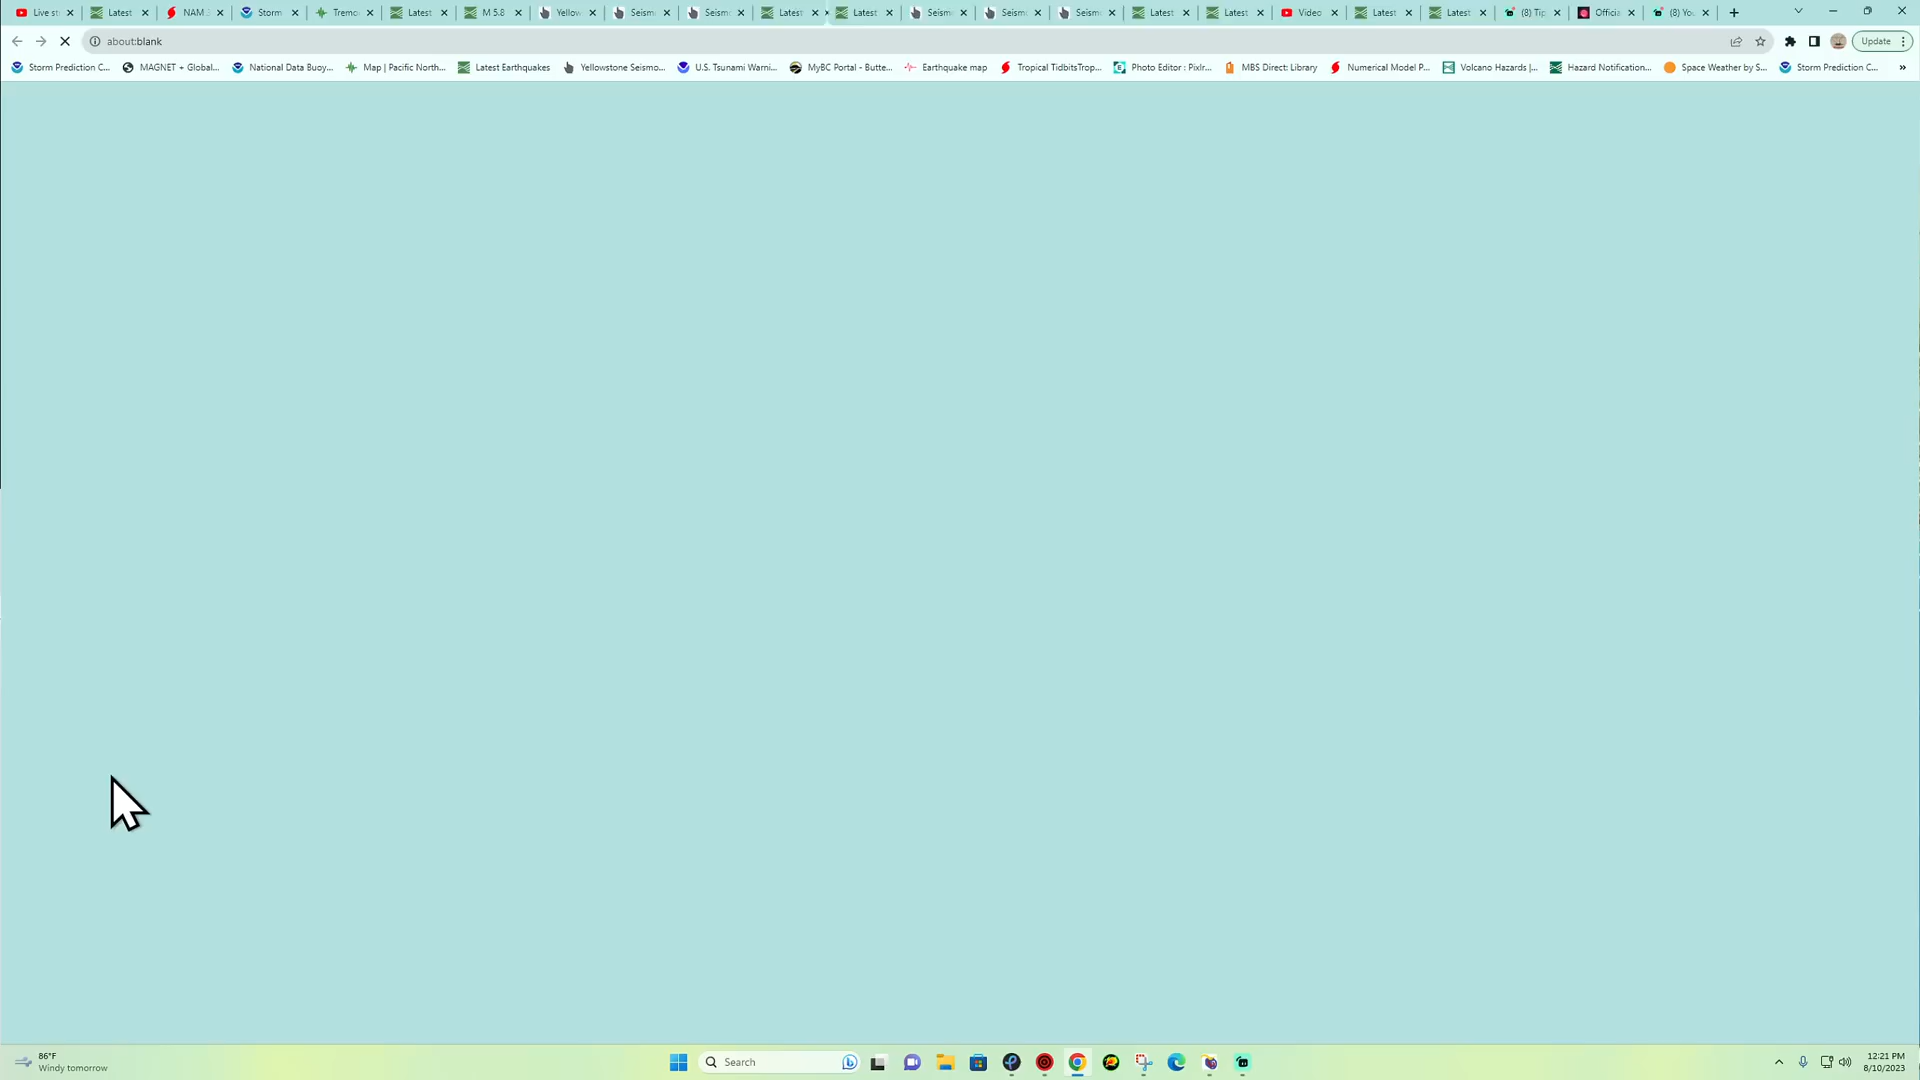 Live st
Latest
NAM
Storm
Tremo
Latest
M 5.8
Yellow
Seism
Seism
Latest
Latest
Seism
Seism
Seism
Latest
Latest
Video
Latest
Latest
(8) Tip
Officia
(8) You
about:blank
Update
Storm Prediction C...
MAGNET + Global...
National Data Buoy...
Map | Pacific North...
Latest Earthquakes
Yellowstone Seismo...
U.S. Tsunami Warni...
MyBC Portal - Butte...
Earthquake map
Tropical TidbitsTrop...
Photo Editor : Pixlr...
MBS Direct: Library
Numerical Model P...
Volcano Hazards |...
Hazard Notification...
Space Weather by S...
Storm Prediction C...
»
86°F
Windy tomorrow
Search
12:21 PM
8/10/2023